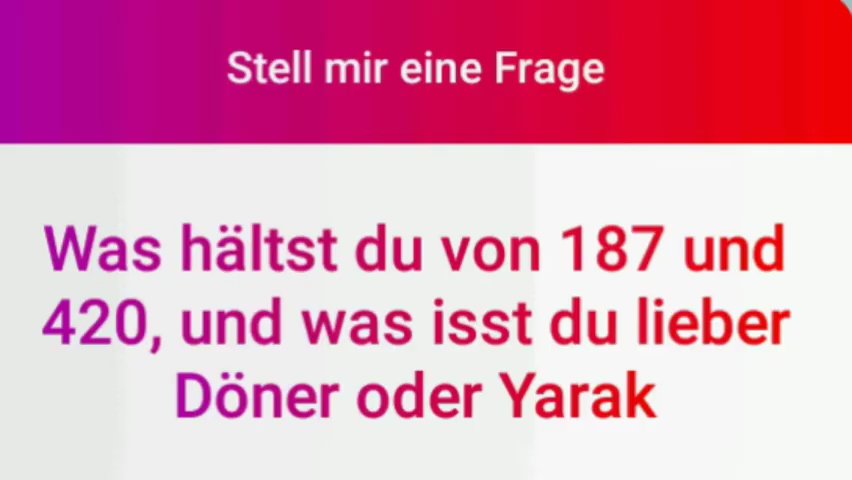 Stell mir eine Frage
Was hältst du von 187 und
420, und was isst du lieber
Döner oder Yarak